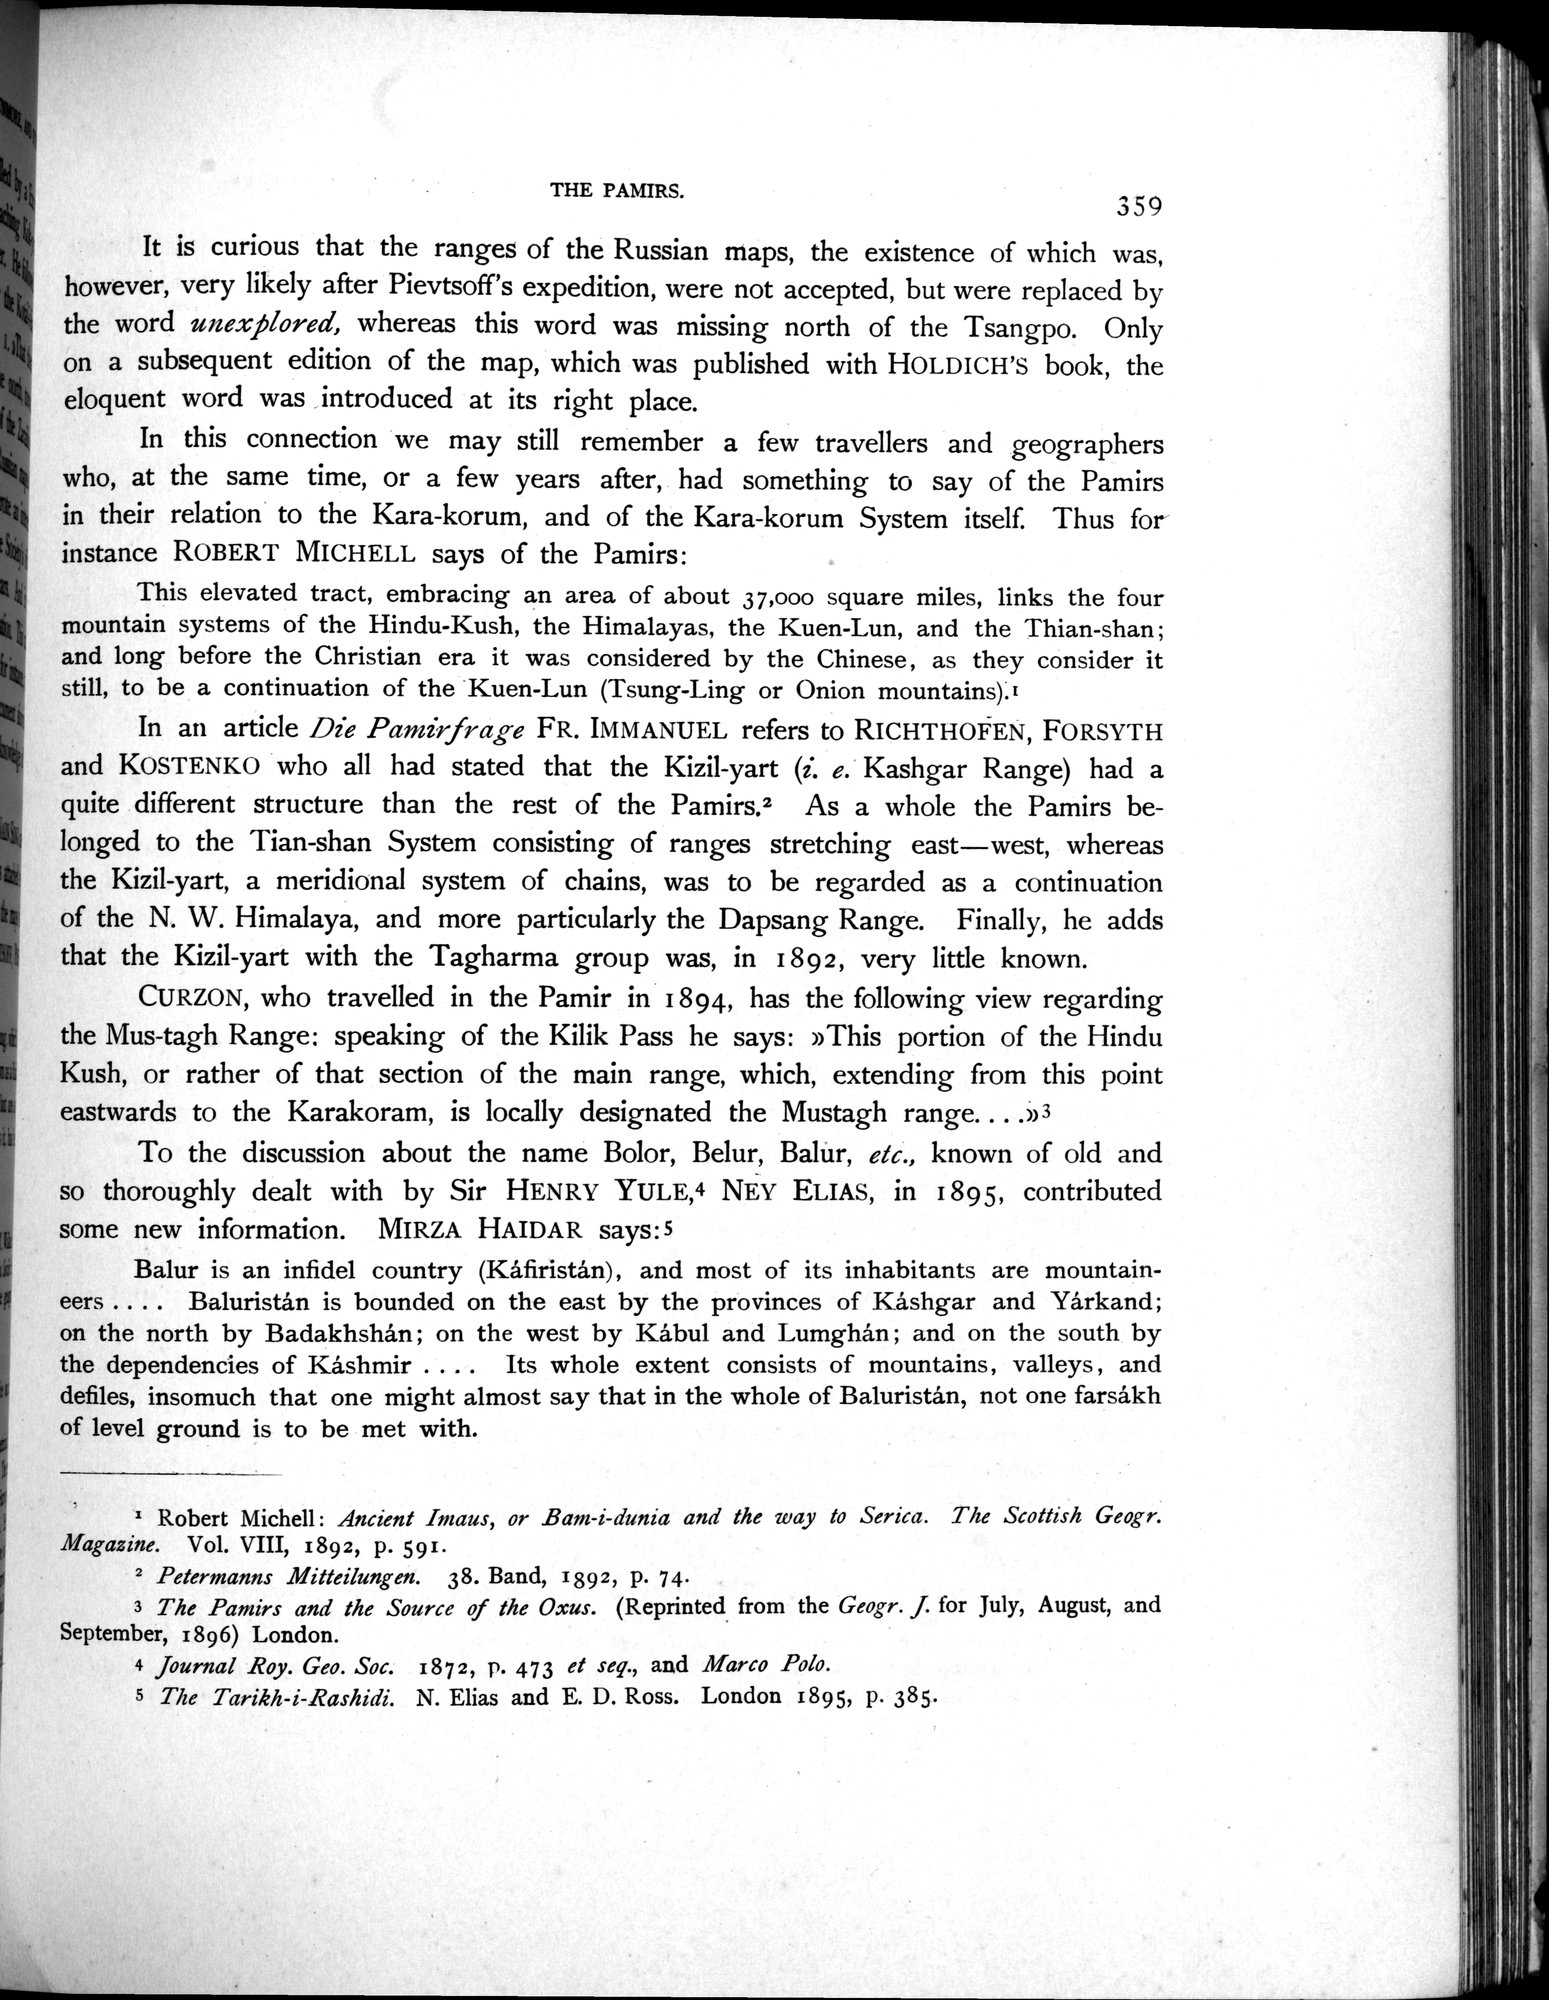 THE PAMIRS.
359
It is curious that the ranges of the Russian maps, the existence of which was,
however, very likely after Pievtsoff's expedition, were not accepted, but were replaced by
the word unexplored, whereas this word was missing north of the Tsangpo. Only
on a subsequent edition of the map, which was published with HOLDICH'S book, the
eloquent word was introduced at its right place.
In this connection we may still remember a few travellers and geographers
who, at the same time, or a few years after, had something to say of the Pamirs
in their relation to the Kara-korum, and of the Kara-korum System itself. Thus for
instance ROBERT MICHELL says of the Pamirs:
This elevated tract, embracing an area of about 37,000 square miles, links the four
mountain systems of the Hindu-Kush, the Himalayas, the Kuen-Lun, and the Thian-shan;
and long before the Christian era it was considered by the Chinese, as they consider it
still, to be a continuation of the Kuen-Lun (Tsung-Ling or Onion mountains).¹
In an article Die Pamirfrage FR. IMMANUEL refers to RICHTHOFEN, FORSYTH
and KOSTENKO who all had stated that the Kizil-yart (i. e. Kashgar Range) had a
quite different structure than the rest of the Pamirs.² As a whole the Pamirs be-
longed to the Tian-shan System consisting of ranges stretching east—west, whereas
the Kizil-yart, a meridional system of chains, was to be regarded as a continuation
of the N. W. Himalaya, and more particularly the Dapsang Range. Finally, he adds
that the Kizil-yart with the Tagharma group was, in 1892, very little known.
CURZON, who travelled in the Pamir in 1894, has the following view regarding
the Mus-tagh Range: speaking of the Kilik Pass he says: »This portion of the Hindu
Kush, or rather of that section of the main range, which, extending from this point
eastwards to the Karakoram, is locally designated the Mustagh range. . . .»³
To the discussion about the name Bolor, Belur, Balur, etc., known of old and
so thoroughly dealt with by Sir HENRY YULE,⁴ NEY ELIAS, in 1895, contributed
some new information. MIRZA HAIDAR says:⁵
Balur is an infidel country (Káfiristán), and most of its inhabitants are mountain-
eers . . . . Baluristán is bounded on the east by the provinces of Káshgar and Yárkand;
on the north by Badakhshán; on the west by Kábul and Lumghán; and on the south by
the dependencies of Káshmir . . . . Its whole extent consists of mountains, valleys, and
defiles, insomuch that one might almost say that in the whole of Baluristán, not one farsákh
of level ground is to be met with.
¹ Robert Michell: Ancient Imaus, or Bam-i-dunia and the way to Serica. The Scottish Geogr.
Magazine. Vol. VIII, 1892, p. 591.
² Petermanns Mitteilungen. 38. Band, 1892, p. 74.
³ The Pamirs and the Source of the Oxus. (Reprinted from the Geogr. J. for July, August, and
September, 1896) London.
⁴ Journal Roy. Geo. Soc. 1872, p. 473 et seq., and Marco Polo.
⁵ The Tarikh-i-Rashidi. N. Elias and E. D. Ross. London 1895, p. 385.